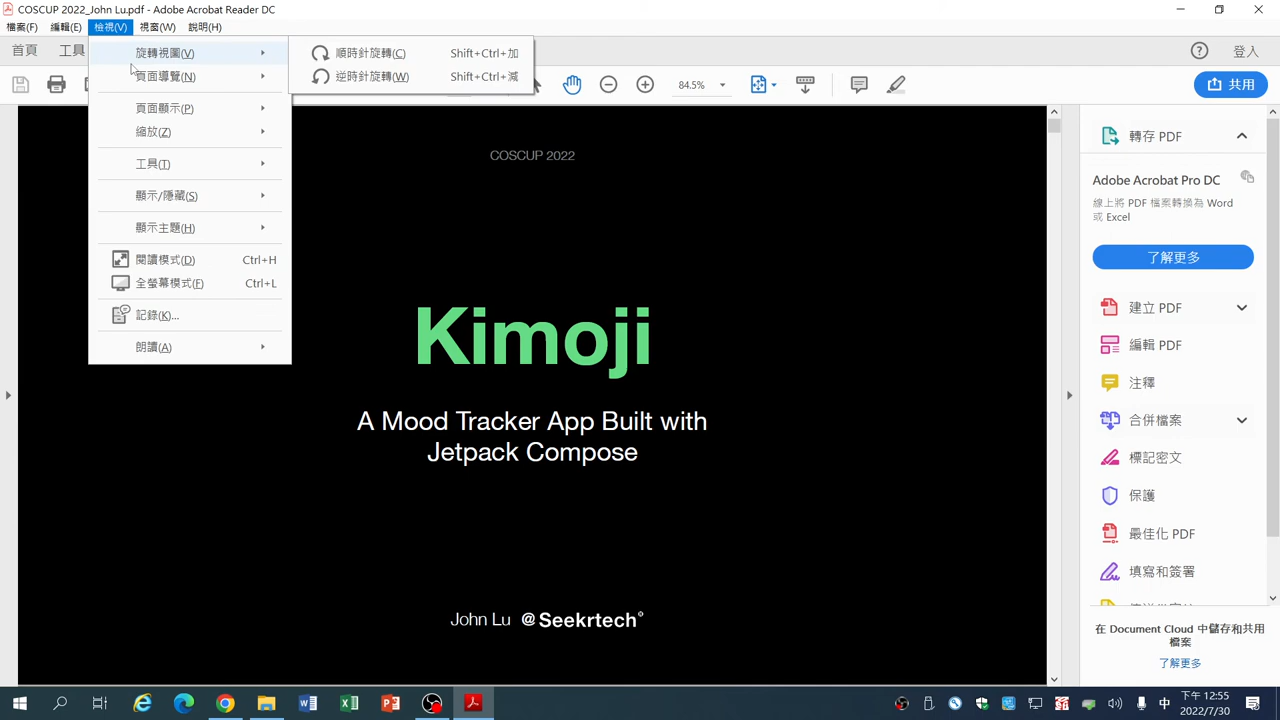 COSCUP 2022_John Lu.pdf - Adobe Acrobat Reader DC
檔案(F) 編輯(E) 檢視(V) 視窗(W) 說明(H)
首頁 工具 登入
旋轉視圖(V)
頁面導覽(N)
頁面顯示(P)
縮放(Z)
工具(T)
顯示/隱藏(S)
顯示主題(H)
閱讀模式(D) Ctrl+H
全螢幕模式(F) Ctrl+L
記錄(K)...
朗讀(A)
順時針旋轉(C) Shift+Ctrl+加
逆時針旋轉(W) Shift+Ctrl+減
84.5%
共用
COSCUP 2022
Kimoji
A Mood Tracker App Built with
Jetpack Compose
John Lu @Seekrtech
轉存 PDF
Adobe Acrobat Pro DC
線上將 PDF 檔案轉換為 Word
或 Excel
了解更多
建立 PDF
編輯 PDF
注釋
合併檔案
標記密文
保護
最佳化 PDF
填寫和簽署
在 Document Cloud 中儲存和共用
檔案
了解更多
中
下午 12:55
2022/7/30